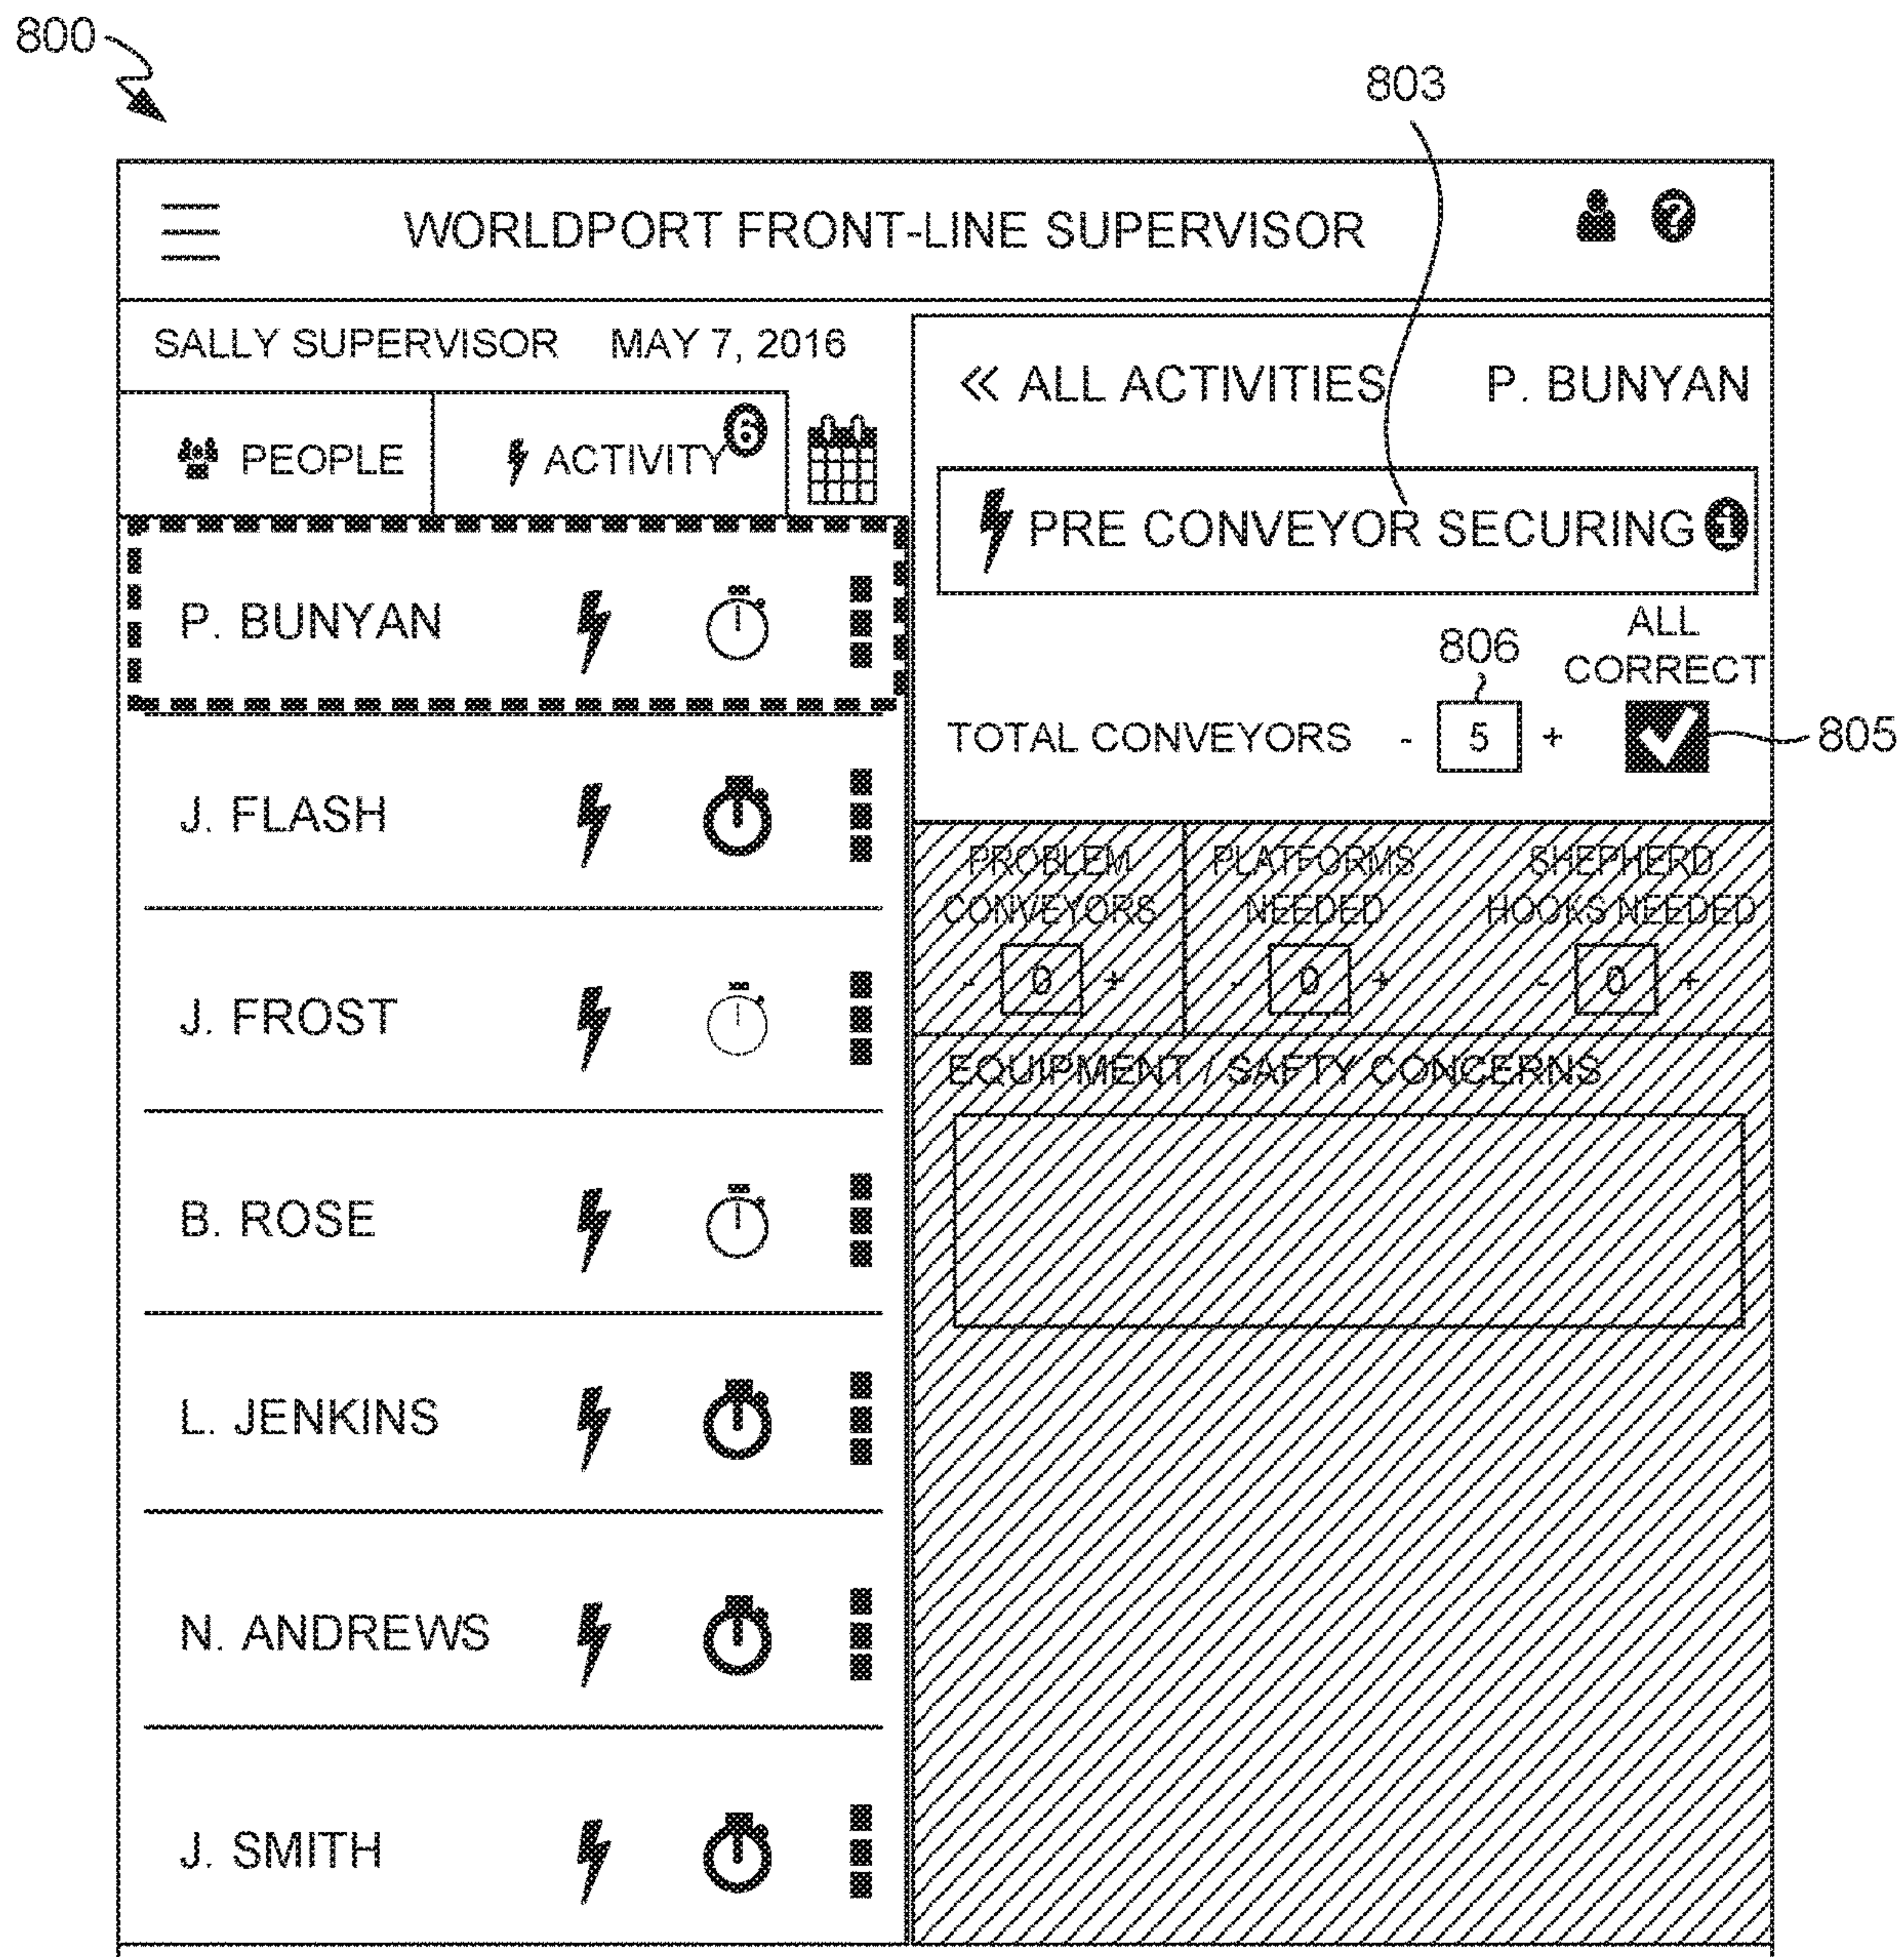 800
803
WORLDPORT FRONT-LINE SUPERVISOR
?
SALLY SUPERVISOR MAY 7, 2016
PEOPLE
ACTIVITY 6
P. BUNYAN
J. FLASH
J. FROST
B. ROSE
L. JENKINS
N. ANDREWS
J. SMITH
« ALL ACTIVITIES P. BUNYAN
PRE CONVEYOR SECURING i
806
ALL
CORRECT
TOTAL CONVEYORS - 5 +
805
PROBLEM
CONVEYORS
- 0 +
PLATFORMS
NEEDED
- 0 +
SHEPHERD
HOOKS NEEDED
- 0 +
EQUIPMENT / SAFTY CONCERNS